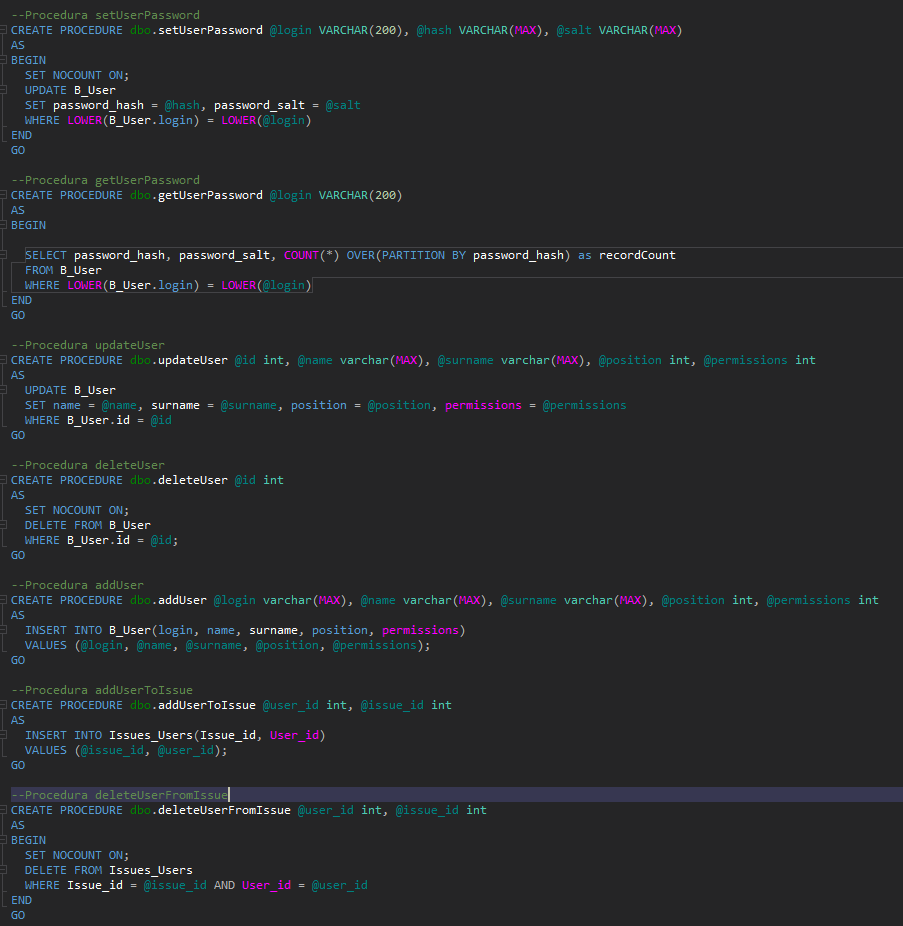 --Procedura setUserPassword
CREATE PROCEDURE dbo.setUserPassword @login VARCHAR(200), @hash VARCHAR(MAX), @salt VARCHAR(MAX)
AS
BEGIN
  SET NOCOUNT ON;
  UPDATE B_User
  SET password_hash = @hash, password_salt = @salt
  WHERE LOWER(B_User.login) = LOWER(@login)
END
GO

--Procedura getUserPassword
CREATE PROCEDURE dbo.getUserPassword @login VARCHAR(200)
AS
BEGIN

  SELECT password_hash, password_salt, COUNT(*) OVER(PARTITION BY password_hash) as recordCount
  FROM B_User
  WHERE LOWER(B_User.login) = LOWER(@login)
END
GO

--Procedura updateUser
CREATE PROCEDURE dbo.updateUser @id int, @name varchar(MAX), @surname varchar(MAX), @position int, @permissions int
AS
  UPDATE B_User
  SET name = @name, surname = @surname, position = @position, permissions = @permissions
  WHERE B_User.id = @id
GO

--Procedura deleteUser
CREATE PROCEDURE dbo.deleteUser @id int
AS
  SET NOCOUNT ON;
  DELETE FROM B_User
  WHERE B_User.id = @id;
GO

--Procedura addUser
CREATE PROCEDURE dbo.addUser @login varchar(MAX), @name varchar(MAX), @surname varchar(MAX), @position int, @permissions int
AS
  INSERT INTO B_User(login, name, surname, position, permissions)
  VALUES (@login, @name, @surname, @position, @permissions);
GO

--Procedura addUserToIssue
CREATE PROCEDURE dbo.addUserToIssue @user_id int, @issue_id int
AS
  INSERT INTO Issues_Users(Issue_id, User_id)
  VALUES (@issue_id, @user_id);
GO

--Procedura deleteUserFromIssue
CREATE PROCEDURE dbo.deleteUserFromIssue @user_id int, @issue_id int
AS
BEGIN
  SET NOCOUNT ON;
  DELETE FROM Issues_Users
  WHERE Issue_id = @issue_id AND User_id = @user_id
END
GO